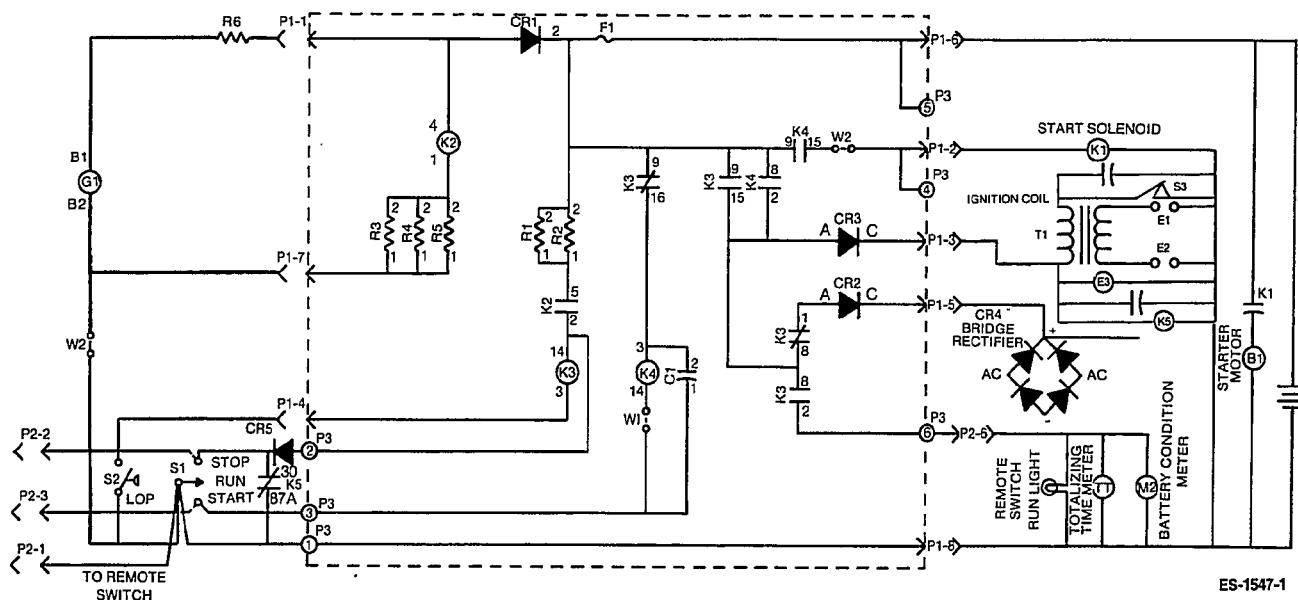 R6
P1-1
CR1
2
F1
P1-6
P3
5
4
K2
1
B1
G1
B2
K3
9
16
K3
9
15
K4
8
2
K4
9
15
W2
P1-2
P3
4
START SOLENOID
K1
S3
IGNITION COIL
T1
E1
E2
E3
K5
R3
2
1
R4
2
1
R5
2
1
R1
2
1
R2
2
1
A
CR3
C
P1-3
A
CR2
C
P1-5
CR4
BRIDGE
RECTIFIER
+
AC
AC
-
P1-7
K2
5
2
K3
1
8
K3
8
2
W2
14
K3
3
3
K4
14
C1
2
1
W1
K1
B1
STARTER
MOTOR
P1-4
P2-2
CR5
P3
2
STOP
S1
RUN
START
30
K5
87A
S2
LOP
P2-3
P3
3
P3
1
P2-1
TO REMOTE
SWITCH
P3
6
P2-6
REMOTE
SWITCH
RUN LIGHT
TT
TOTALIZING
TIME METER
M2
BATTERY CONDITION
METER
P1-8
ES-1547-1